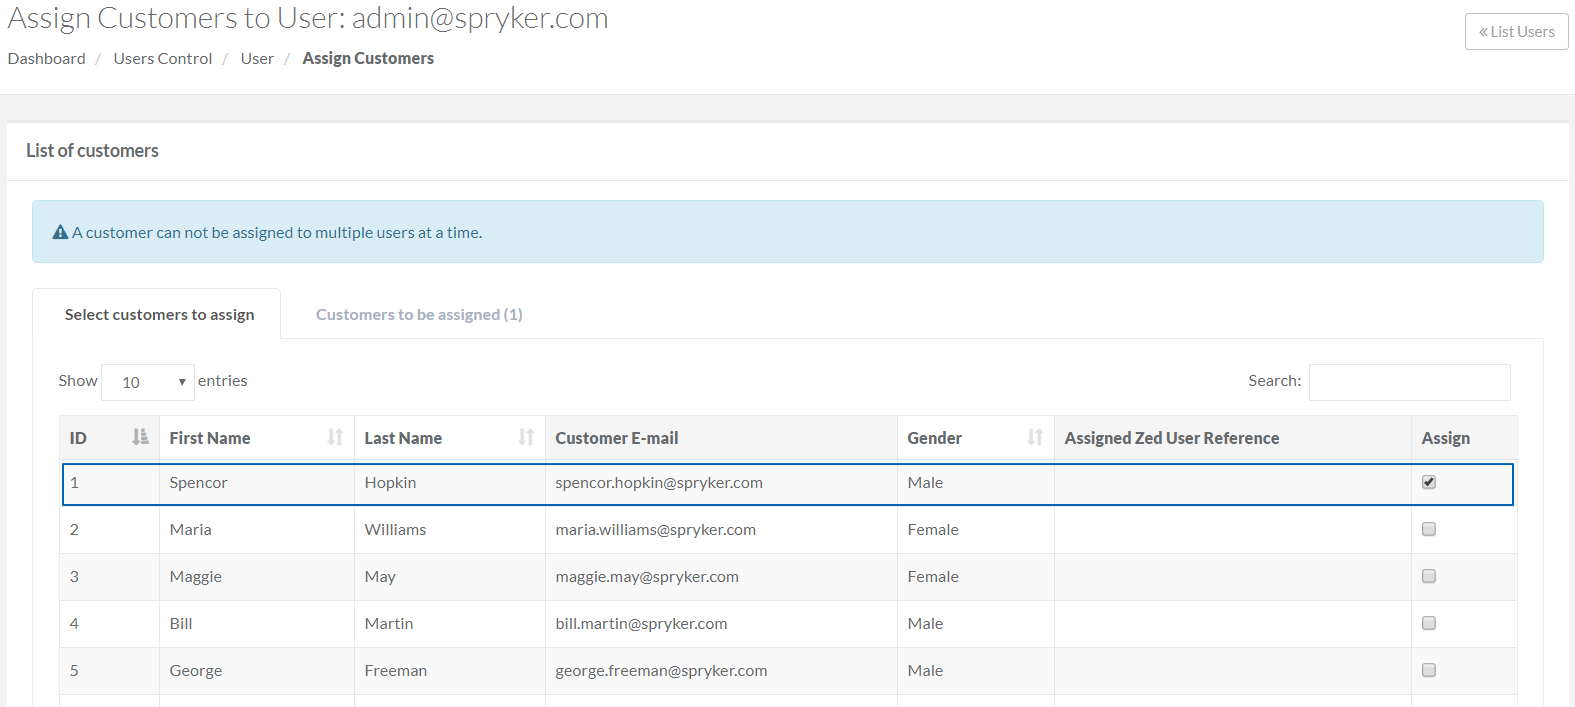 Assign Customers to User: admin@spryker.com
« List Users
Dashboard / Users Control / User / Assign Customers
List of customers
A customer can not be assigned to multiple users at a time.
Select customers to assign Customers to be assigned (1)
Show 10 entries Search:
ID First Name Last Name Customer E-mail Gender Assigned Zed User Reference Assign
1 Spencor Hopkin spencor.hopkin@spryker.com Male
2 Maria Williams maria.williams@spryker.com Female
3 Maggie May maggie.may@spryker.com Female
4 Bill Martin bill.martin@spryker.com Male
5 George Freeman george.freeman@spryker.com Male